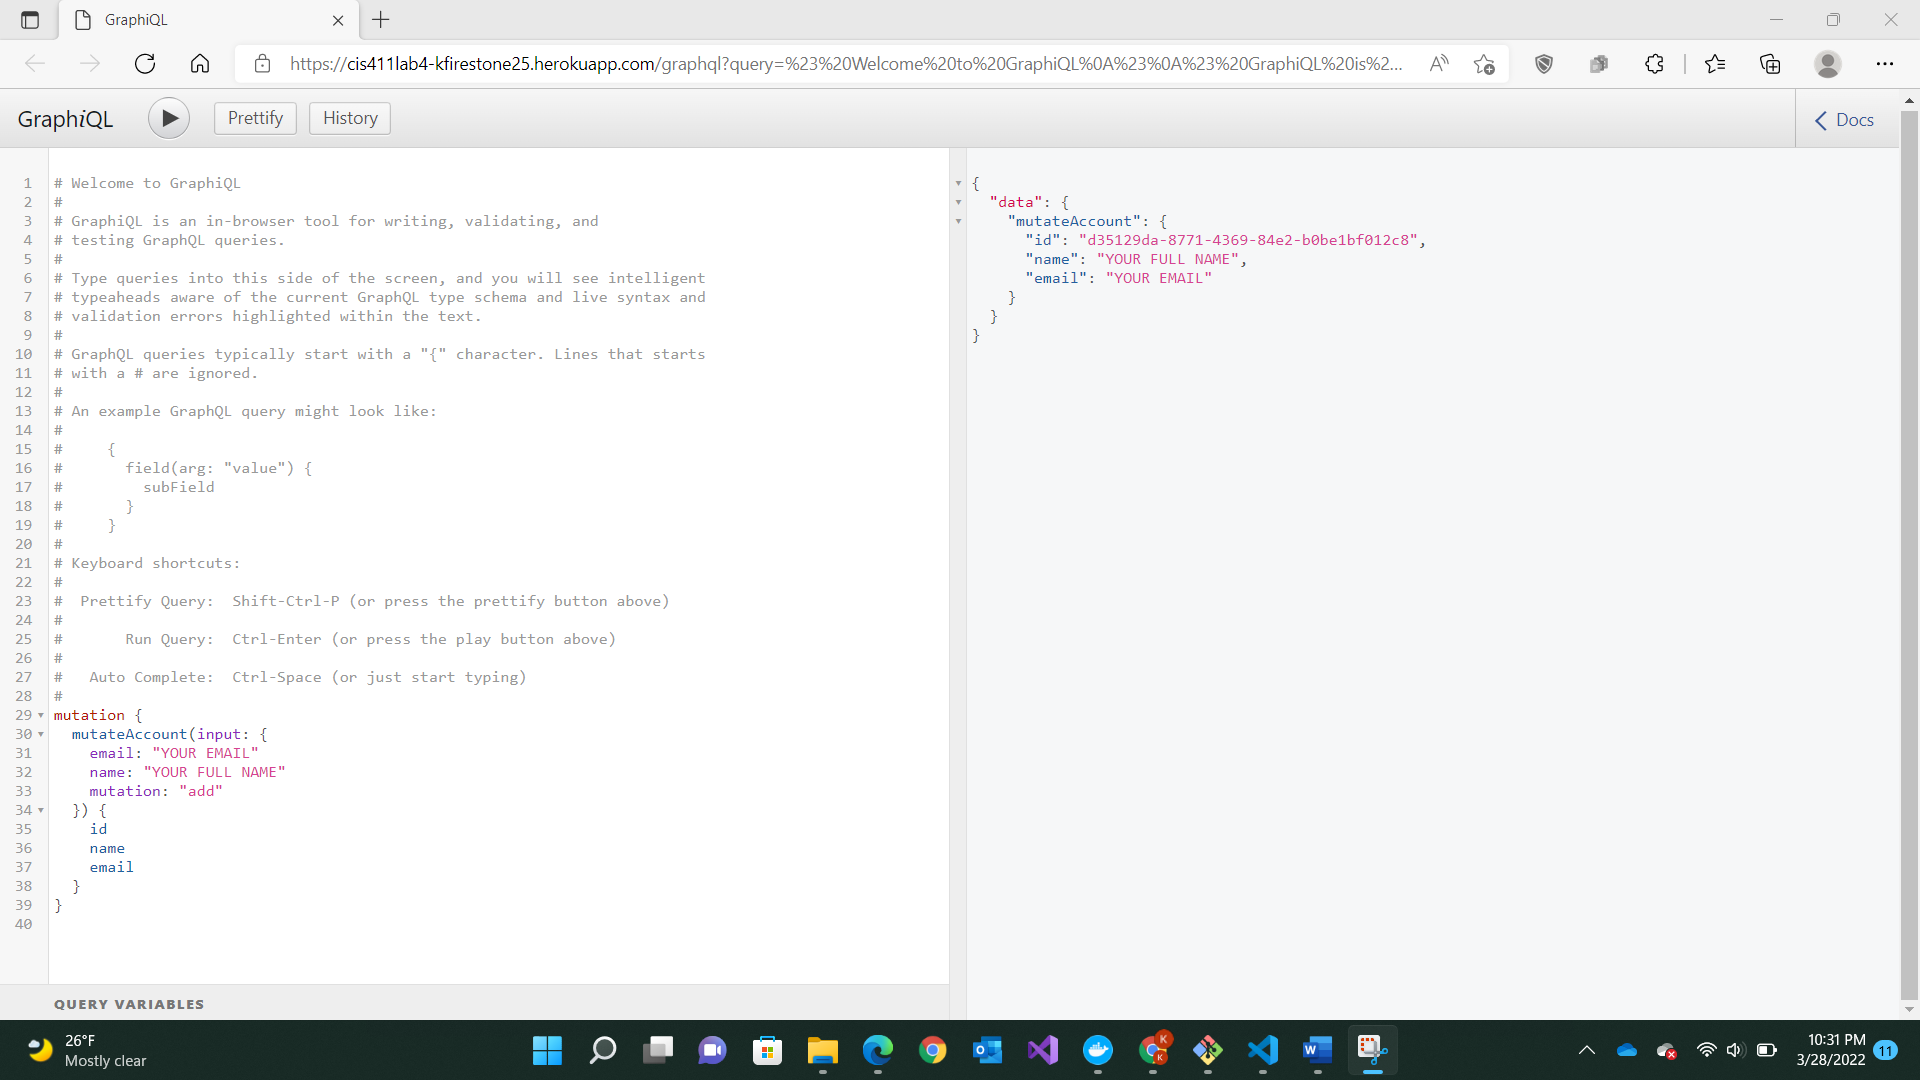 GraphiQL
https://cis411lab4-kfirestone25.herokuapp.com/graphql?query=%23%20Welcome%20to%20GraphiQL%0A%23%0A%23%20GraphiQL%20is%2...
GraphiQL
Prettify
History
Docs
1 # Welcome to GraphiQL
2 #
3 # GraphiQL is an in-browser tool for writing, validating, and
4 # testing GraphQL queries.
5 #
6 # Type queries into this side of the screen, and you will see intelligent
7 # typeaheads aware of the current GraphQL type schema and live syntax and
8 # validation errors highlighted within the text.
9 #
10 # GraphQL queries typically start with a "{" character. Lines that starts
11 # with a # are ignored.
12 #
13 # An example GraphQL query might look like:
14 #
15 #     {
16 #       field(arg: "value") {
17 #         subField
18 #       }
19 #     }
20 #
21 # Keyboard shortcuts:
22 #
23 #  Prettify Query:  Shift-Ctrl-P (or press the prettify button above)
24 #
25 #       Run Query:  Ctrl-Enter (or press the play button above)
26 #
27 #   Auto Complete:  Ctrl-Space (or just start typing)
28 #
29 mutation {
30   mutateAccount(input: {
31     email: "YOUR EMAIL"
32     name: "YOUR FULL NAME"
33     mutation: "add"
34   }) {
35     id
36     name
37     email
38   }
39 }
40
{
  "data": {
    "mutateAccount": {
      "id": "d35129da-8771-4369-84e2-b0be1bf012c8",
      "name": "YOUR FULL NAME",
      "email": "YOUR EMAIL"
    }
  }
}
QUERY VARIABLES
26°F
Mostly clear
K
K
10:31 PM
3/28/2022
11